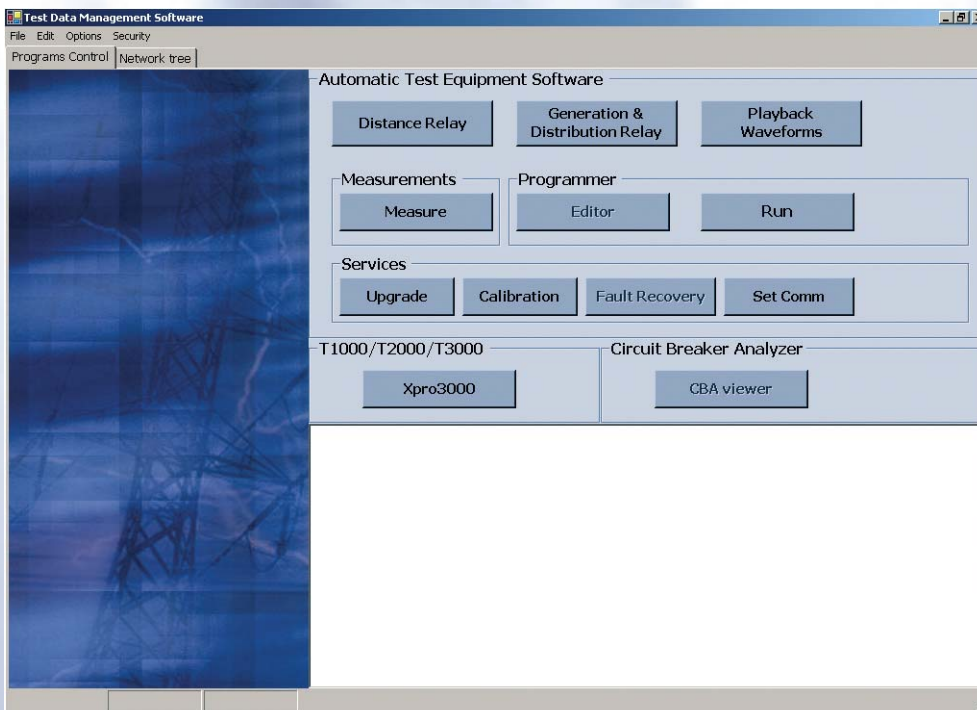 Test Data Management Software
File Edit Options Security
Programs Control Network tree
Automatic Test Equipment Software
Distance Relay
Generation &
Distribution Relay
Playback
Waveforms
Measurements
Measure
Programmer
Editor
Run
Services
Upgrade
Calibration
Fault Recovery
Set Comm
T1000/T2000/T3000
Xpro3000
Circuit Breaker Analyzer
CBA viewer